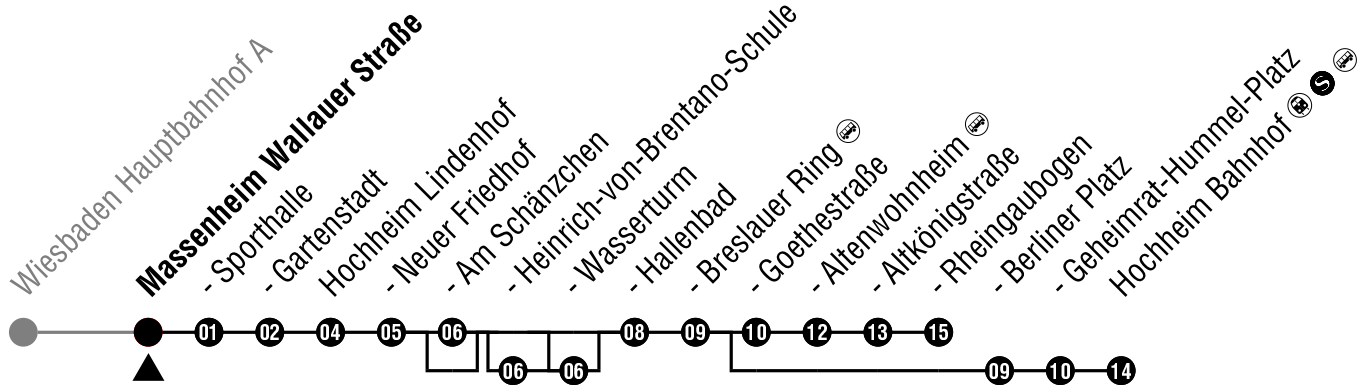 Wiesbaden Hauptbahnhof A
Massenheim Wallauer Straße
- Sporthalle
- Gartenstadt
Hochheim Lindenhof
- Neuer Friedhof
- Am Schänzchen
- Heinrich-von-Brentano-Schule
- Wasserturm
- Hallenbad
- Breslauer Ring
- Goethestraße
- Altenwohnheim
- Altkönigstraße
- Rheingaubogen
- Berliner Platz
- Geheimrat-Hummel-Platz
Hochheim Bahnhof S
01 02 04 05 06 08 09 10 12 13 15
06 06 09 10 14